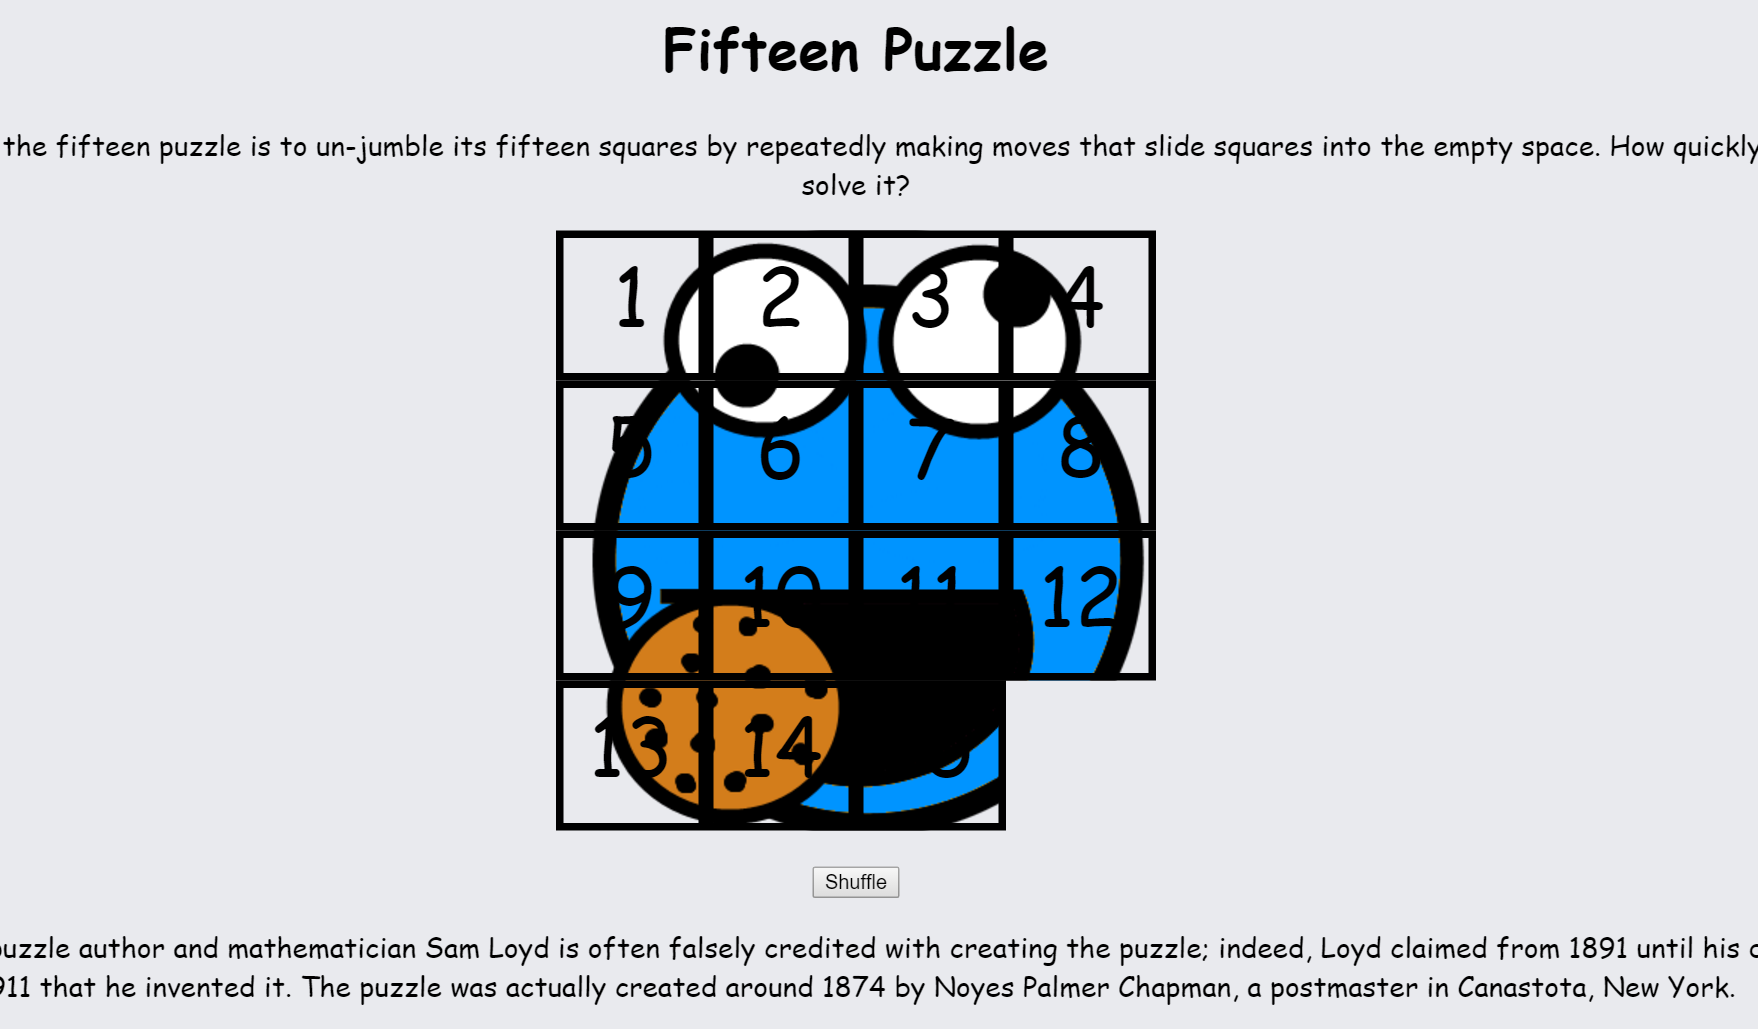 Fifteen Puzzle
the fifteen puzzle is to un-jumble its fifteen squares by repeatedly making moves that slide squares into the empty space. How quickly
solve it?
1 2 3 4
5 6 7 8
9 10 11 12
13 14
Shuffle
puzzle author and mathematician Sam Loyd is often falsely credited with creating the puzzle; indeed, Loyd claimed from 1891 until his
911 that he invented it. The puzzle was actually created around 1874 by Noyes Palmer Chapman, a postmaster in Canastota, New York.